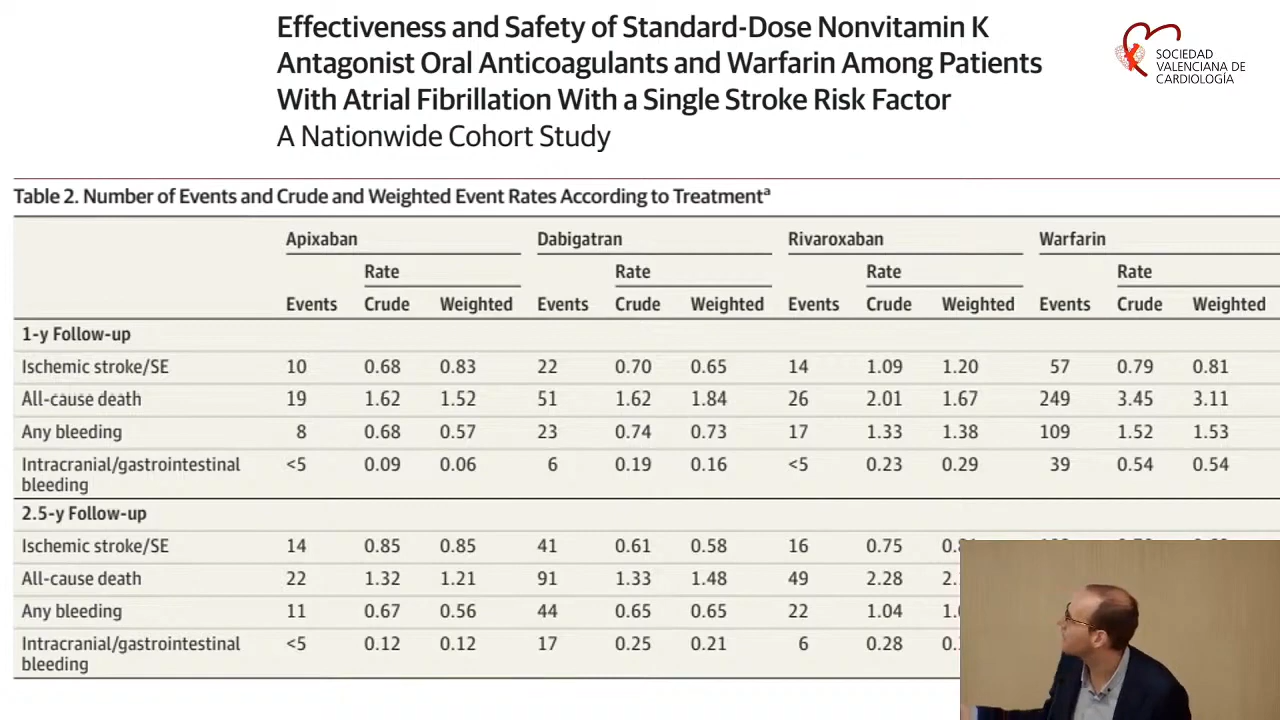 Effectiveness and Safety of Standard-Dose Nonvitamin K
Antagonist Oral Anticoagulants and Warfarin Among Patients
With Atrial Fibrillation With a Single Stroke Risk Factor
A Nationwide Cohort Study
SOCIEDAD
VALENCIANA DE
CARDIOLOGÍA
Table 2. Number of Events and Crude and Weighted Event Rates According to Treatmentᵃ
Apixaban Dabigatran Rivaroxaban Warfarin
Rate Rate Rate Rate
Events Crude Weighted Events Crude Weighted Events Crude Weighted Events Crude Weighted
1-y Follow-up
Ischemic stroke/SE 10 0.68 0.83 22 0.70 0.65 14 1.09 1.20 57 0.79 0.81
All-cause death 19 1.62 1.52 51 1.62 1.84 26 2.01 1.67 249 3.45 3.11
Any bleeding 8 0.68 0.57 23 0.74 0.73 17 1.33 1.38 109 1.52 1.53
Intracranial/gastrointestinal <5 0.09 0.06 6 0.19 0.16 <5 0.23 0.29 39 0.54 0.54
bleeding
2.5-y Follow-up
Ischemic stroke/SE 14 0.85 0.85 41 0.61 0.58 16 0.75
All-cause death 22 1.32 1.21 91 1.33 1.48 49 2.28
Any bleeding 11 0.67 0.56 44 0.65 0.65 22 1.04
Intracranial/gastrointestinal <5 0.12 0.12 17 0.25 0.21 6 0.28
bleeding